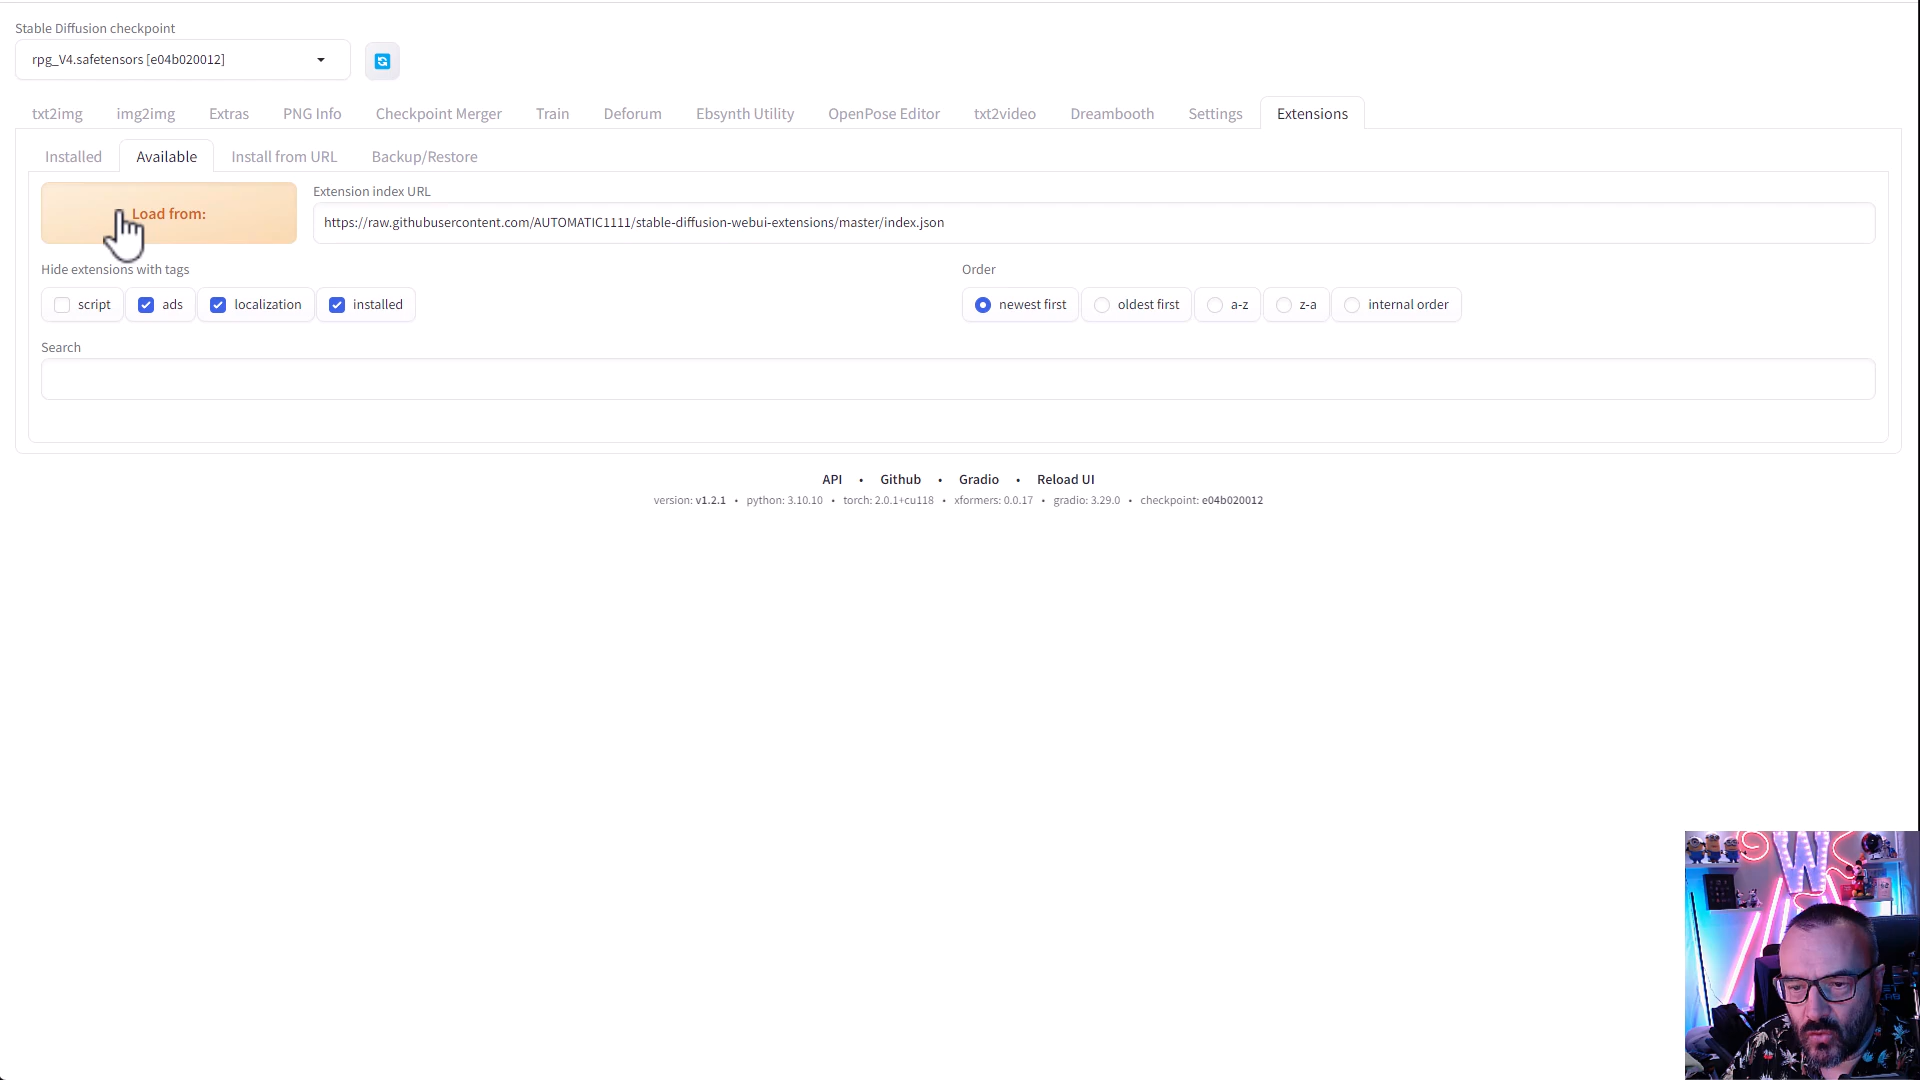 Stable Diffusion checkpoint
rpg_V4.safetensors [e04b020012]
txt2img img2img Extras PNG Info Checkpoint Merger Train Deforum Ebsynth Utility OpenPose Editor txt2video Dreambooth Settings Extensions
Installed Available Install from URL Backup/Restore
Load from:
Extension index URL
https://raw.githubusercontent.com/AUTOMATIC1111/stable-diffusion-webui-extensions/master/index.json
Hide extensions with tags
script ads localization installed
Order
newest first oldest first a-z z-a internal order
Search
API • Github • Gradio • Reload UI
version: v1.2.1 • python: 3.10.10 • torch: 2.0.1+cu118 • xformers: 0.0.17 • gradio: 3.29.0 • checkpoint: e04b020012
W